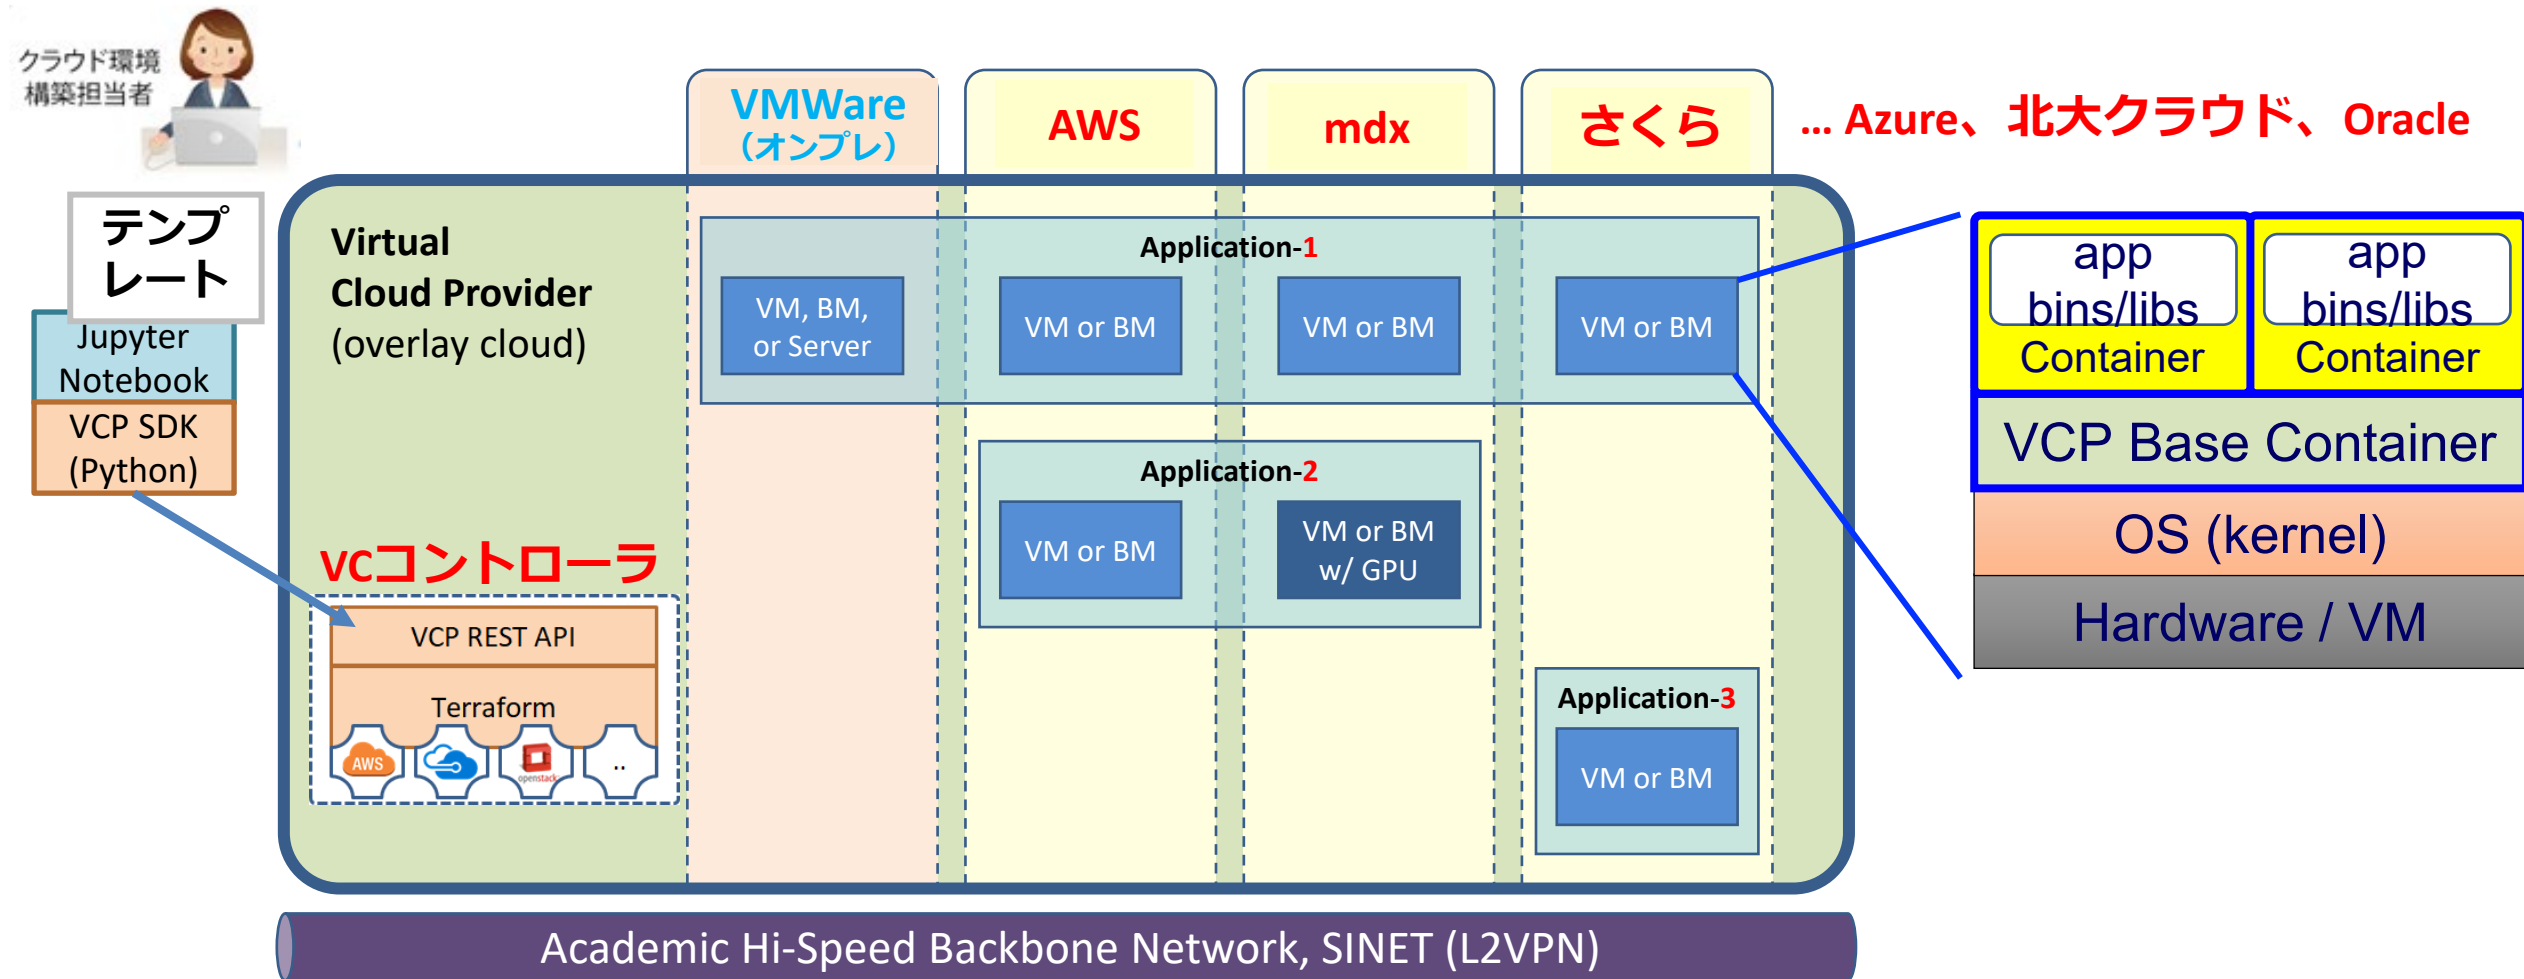 クラウド環境
構築担当者
テンプ
レート
Jupyter
Notebook
VCP SDK
(Python)
VMWare
（オンプレ）
AWS
mdx
さくら
... Azure、北大クラウド、Oracle
Virtual
Cloud Provider
(overlay cloud)
VCコントローラ
VCP REST API
Terraform
AWS
openstack
..
Application-1
VM, BM,
or Server
VM or BM
VM or BM
VM or BM
Application-2
VM or BM
VM or BM
w/ GPU
Application-3
VM or BM
app
bins/libs
Container
app
bins/libs
Container
VCP Base Container
OS (kernel)
Hardware / VM
Academic Hi-Speed Backbone Network, SINET (L2VPN)